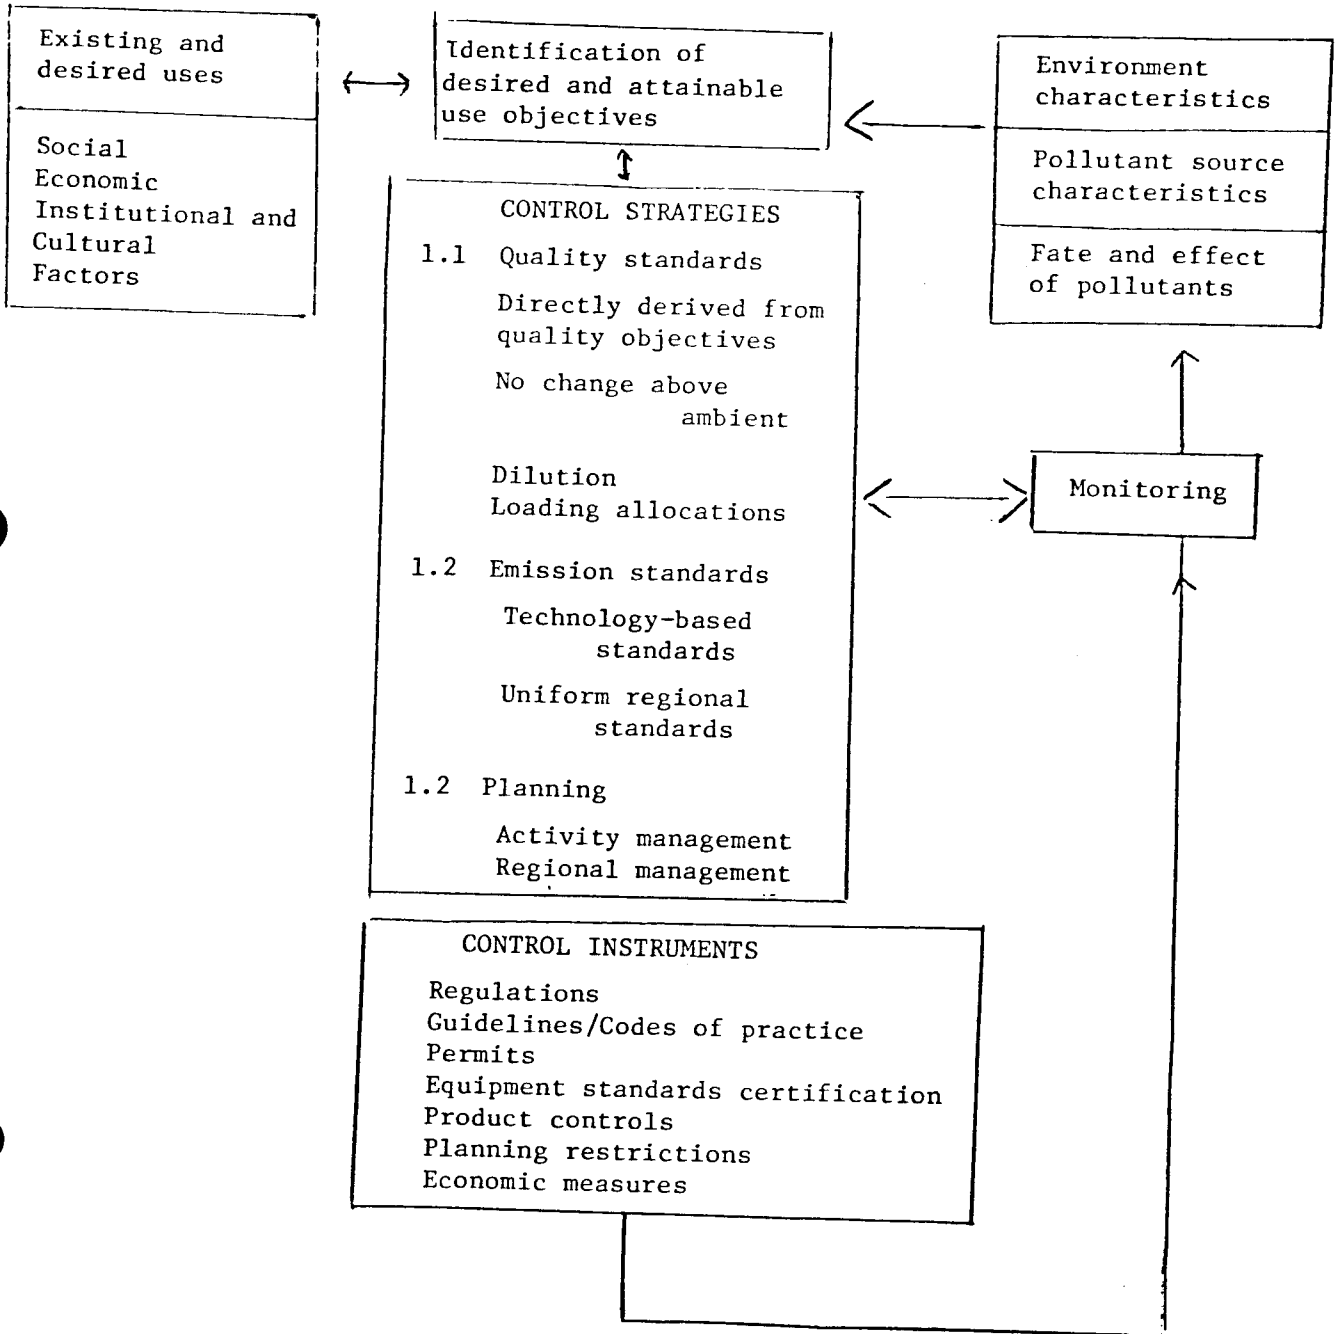 Existing and
desired uses
Social
Economic
Institutional and
Cultural
Factors
Identification of
desired and attainable
use objectives
Environment
characteristics
Pollutant source
characteristics
Fate and effect
of pollutants
CONTROL STRATEGIES
1.1 Quality standards
Directly derived from
quality objectives
No change above
ambient
Dilution
Loading allocations
1.2 Emission standards
Technology-based
standards
Uniform regional
standards
1.2 Planning
Activity management
Regional management
Monitoring
CONTROL INSTRUMENTS
Regulations
Guidelines/Codes of practice
Permits
Equipment standards certification
Product controls
Planning restrictions
Economic measures